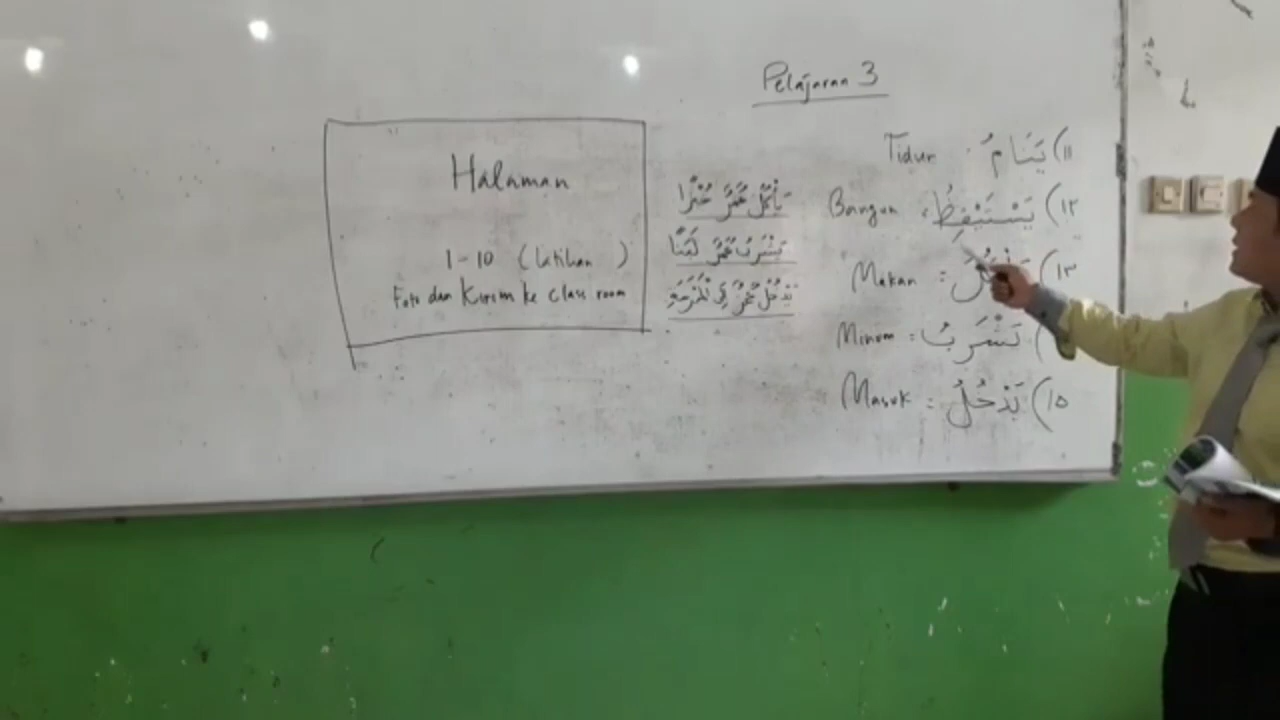 Pelajaran 3
١١) يَنَامُ : Tidur
١٢) يَسْتَيْقِظُ : Bangun
١٣) : Makan
يَشْرَبُ : Minum
١٥) يَدْخُلُ : Masuk
يَأْكُلُ عُمَرُ خُبْزًا
يَشْرَبُ عُمَرُ لَبَنًا
يَدْخُلُ عُمَرُ فِي الْمَدْرَسَةِ
Halaman
1-10 (latihan )
Foto dan Kirim ke Class room